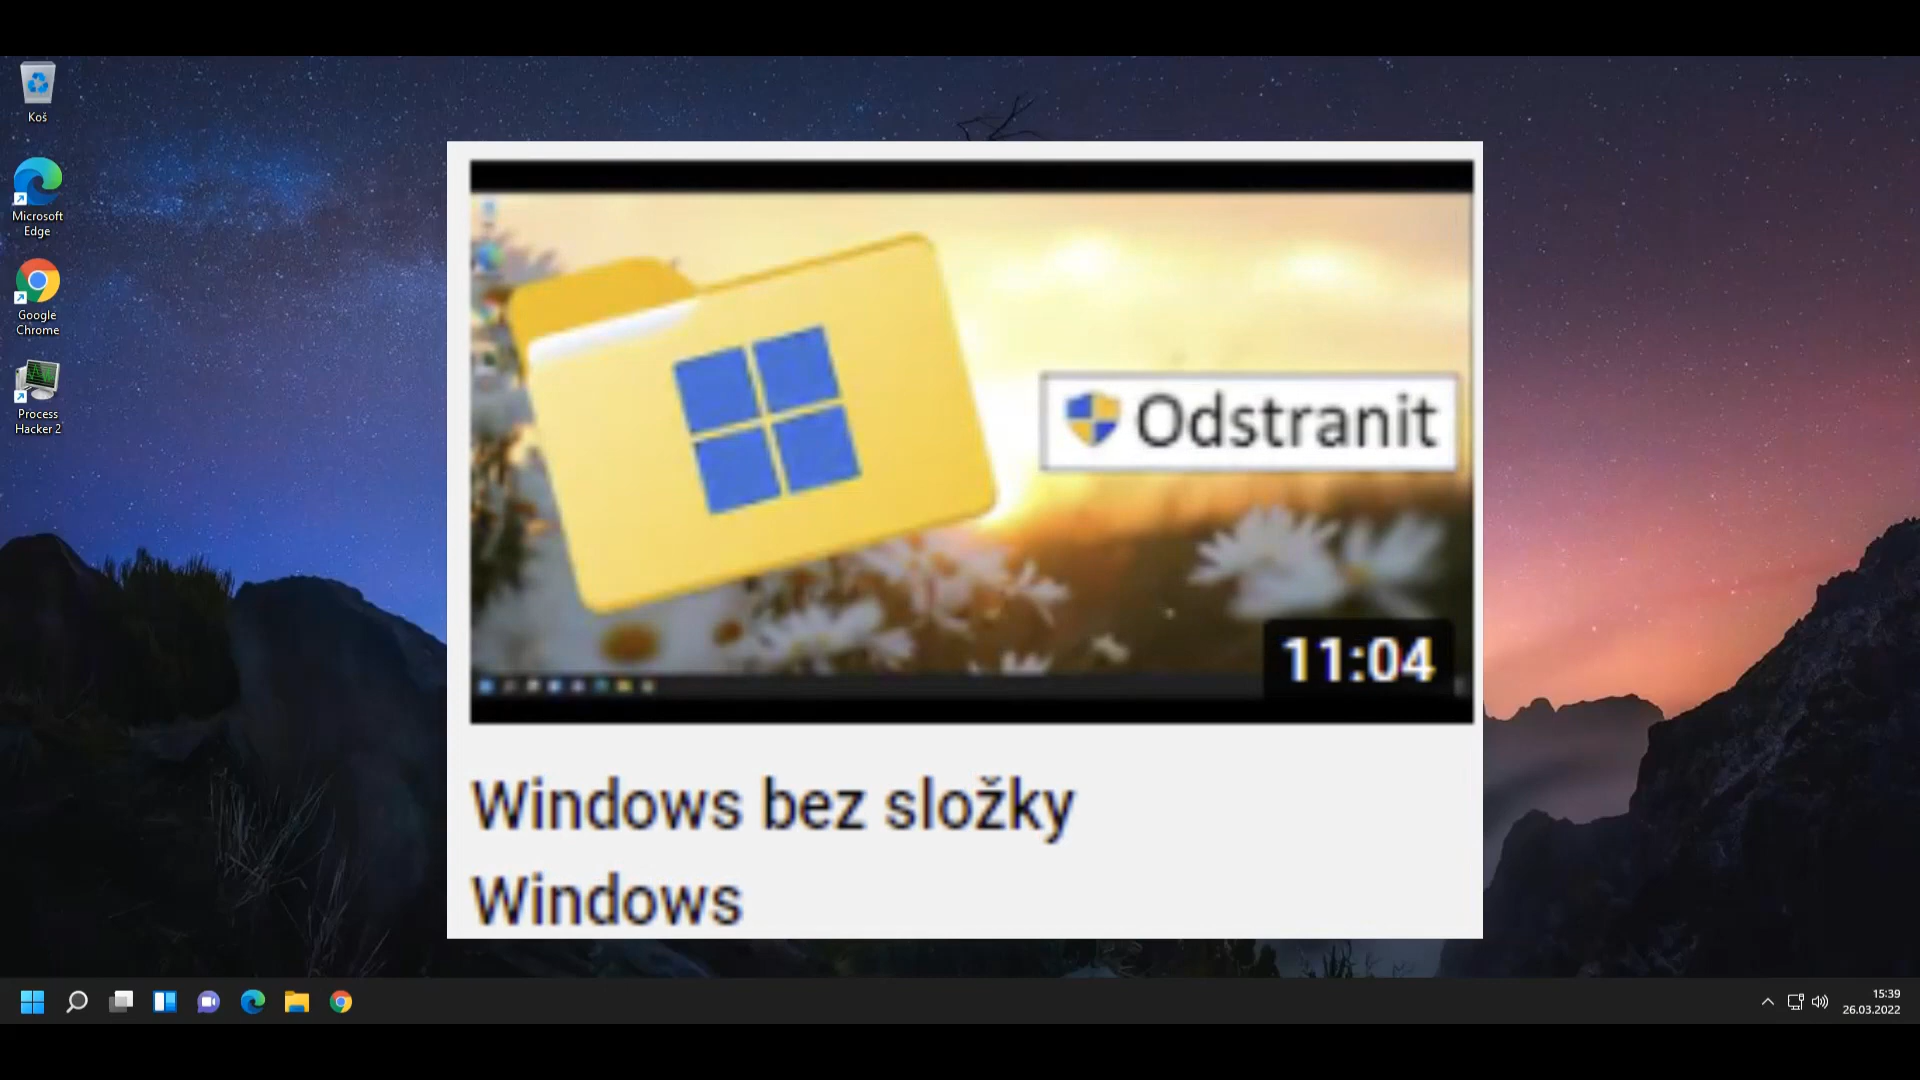 Koš
Microsoft
Edge
Google
Chrome
Process
Hacker 2
Odstranit
11:04
Windows bez složky
Windows
15:39
26.03.2022